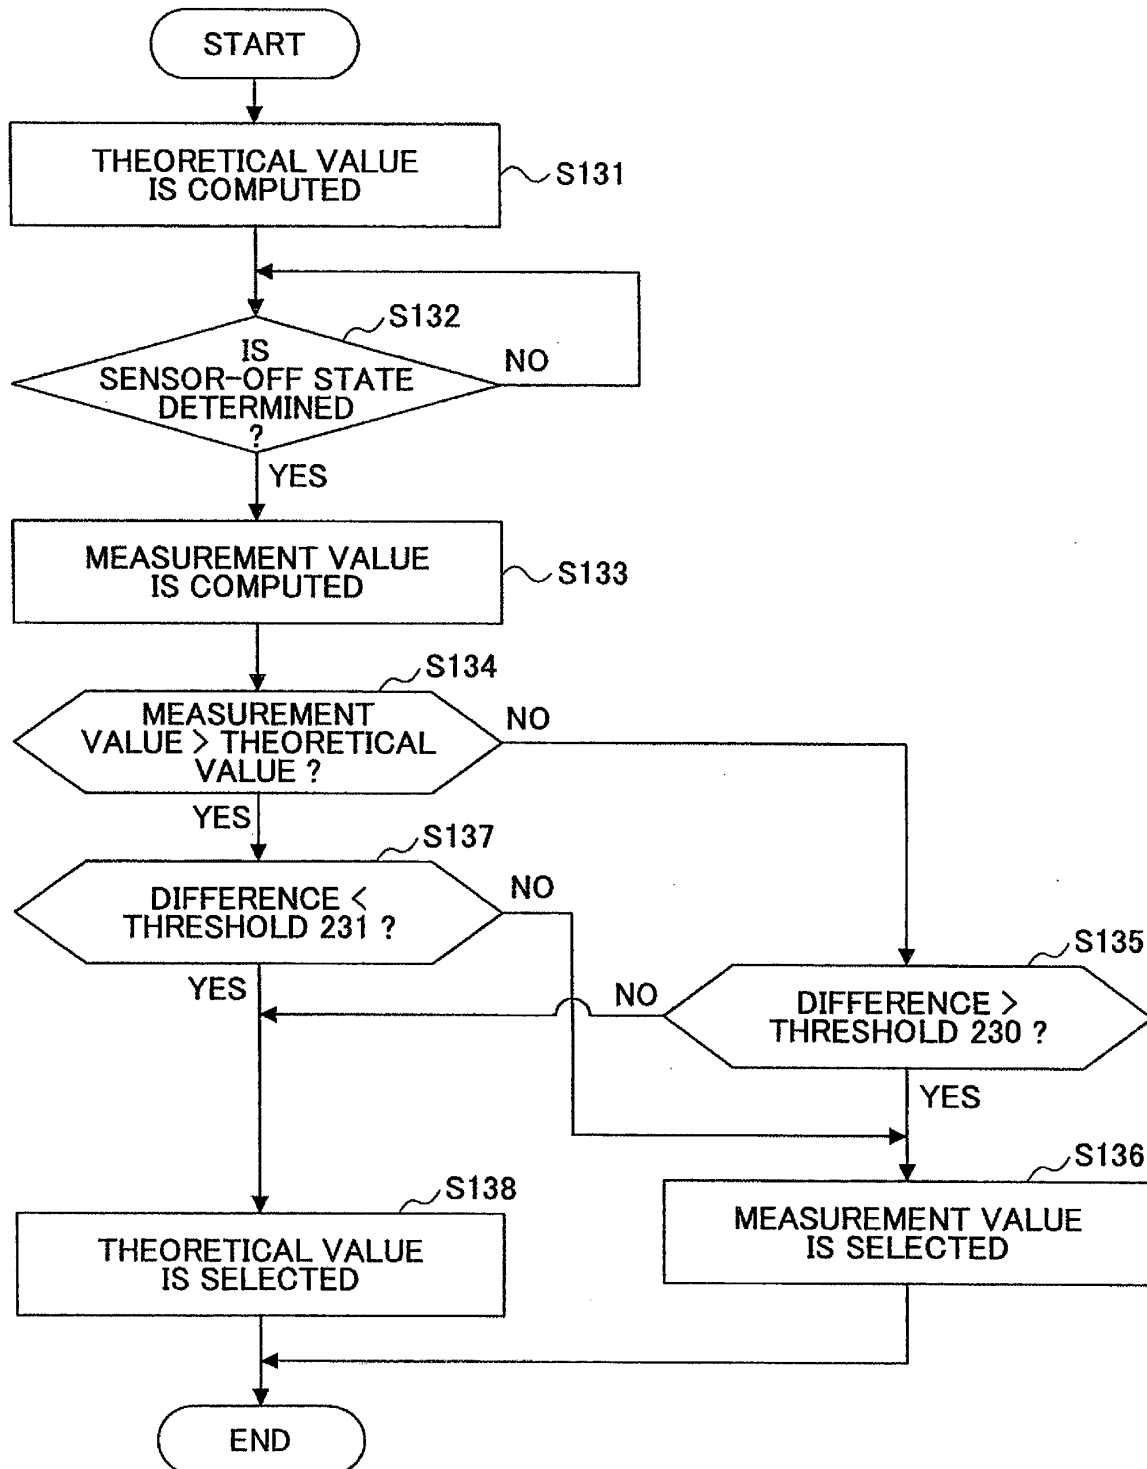 START
THEORETICAL VALUE
IS COMPUTED
S131
S132
IS
SENSOR-OFF STATE
DETERMINED
?
NO
YES
MEASUREMENT VALUE
IS COMPUTED
S133
S134
MEASUREMENT
VALUE > THEORETICAL
VALUE ?
NO
YES
S137
DIFFERENCE <
THRESHOLD 231 ?
NO
YES
S135
DIFFERENCE >
THRESHOLD 230 ?
NO
YES
S136
MEASUREMENT VALUE
IS SELECTED
S138
THEORETICAL VALUE
IS SELECTED
END